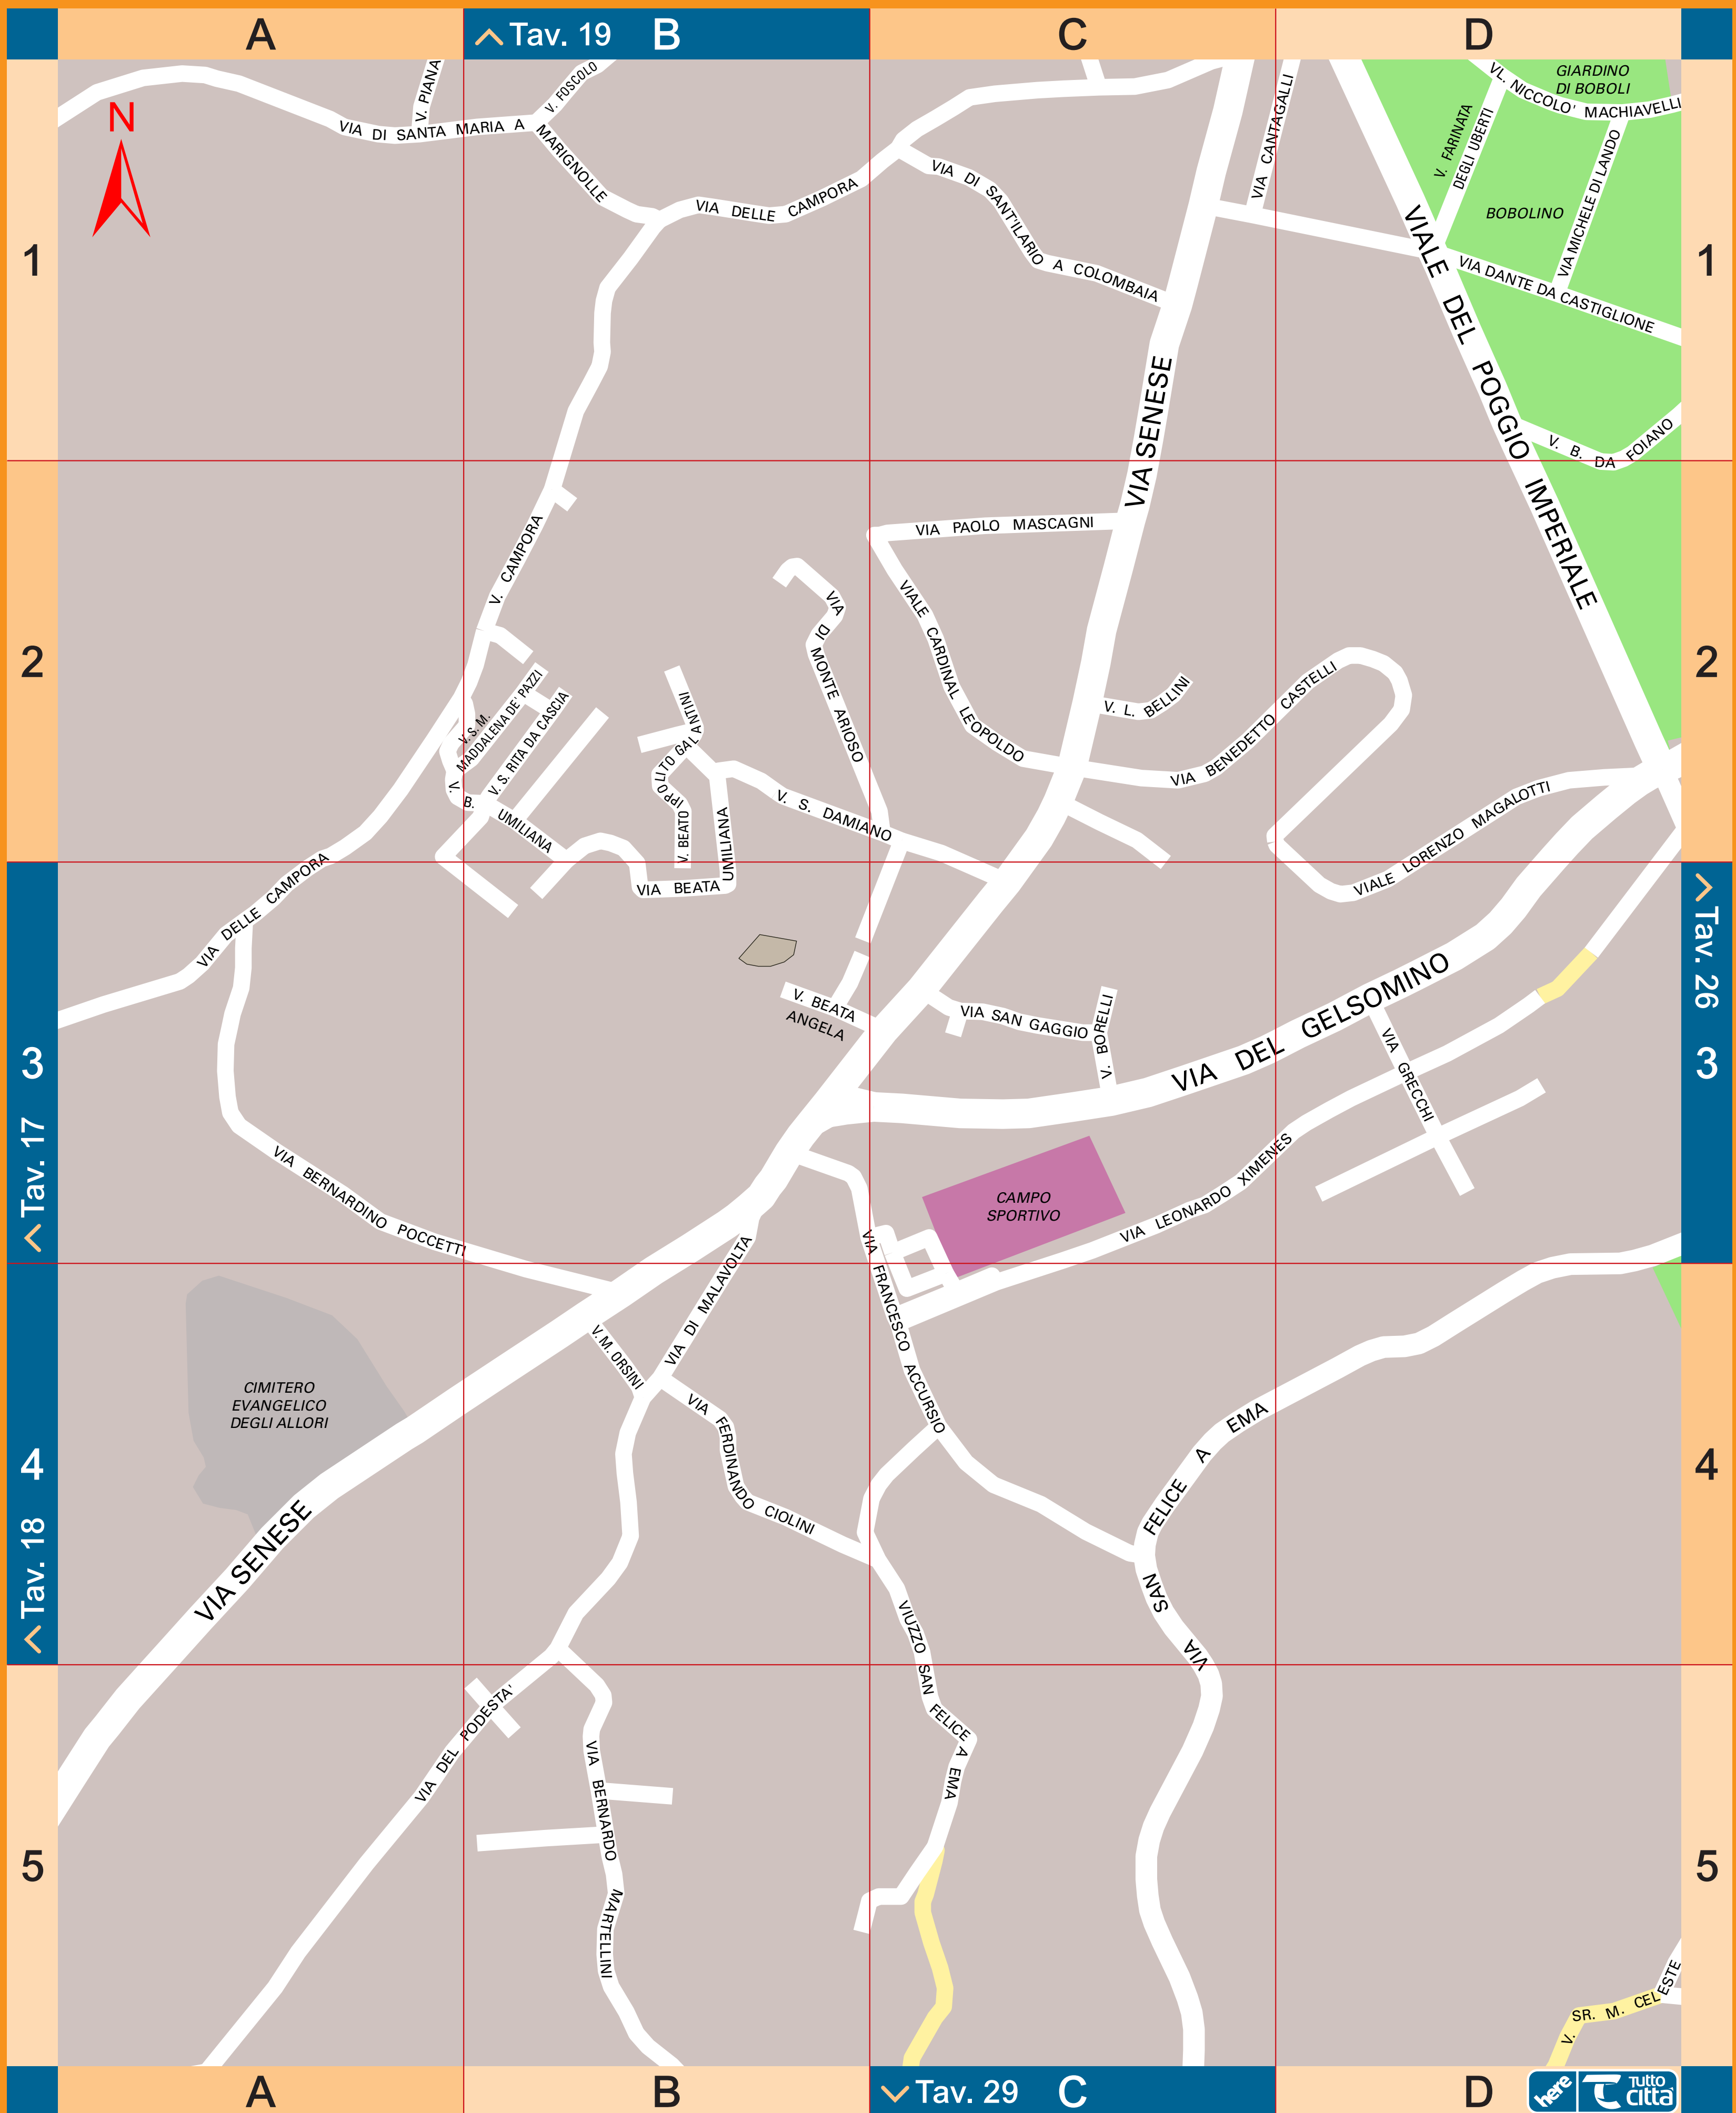 A
Tav. 19 B
C
D
V. PIANA
V. FOSCOLO
VIA DI SANTA MARIA A
MARIGNOLLE
N
VIA DELLE CAMPORA
VIA DI SANT'ILARIO A COLOMBAIA
VIA CANTAGALLI
VL. NICCOLO' MACHIAVELLI
GIARDINO
DI BOBOLI
V. FARINATA
DEGLI UBERTI
BOBOLINO
VIA MICHELE DI LANDO
VIA DANTE DA CASTIGLIONE
VIALE DEL POGGIO IMPERIALE
V. B. DA FOIANO
1
1
VIA SENESE
VIA PAOLO MASCAGNI
V. CAMPORA
VIA DI MONTE ARIOSO
VIALE CARDINAL LEOPOLDO
2
2
V. S. M.
MADDALENA DE' PAZZI
V. S. RITA DA CASCIA
V. B. UMILIANA
V. BEATO IPPOLITO GALANTINI
V. L. BELLINI
VIA BENEDETTO CASTELLI
V. S. DAMIANO
VIALE LORENZO MAGALOTTI
VIA BEATA UMILIANA
VIA DELLE CAMPORA
V. BEATA
ANGELA
VIA SAN GAGGIO
V. BORELLI
VIA DEL GELSOMINO
VIA GRECCHI
Tav. 17 3
Tav. 26 3
VIA BERNARDINO POCCETTI
CAMPO
SPORTIVO
VIA LEONARDO XIMENES
VIA DI MALAVOLTA
VIA FRANCESCO ACCURSIO
V. M. ORSINI
CIMITERO
EVANGELICO
DEGLI ALLORI
VIA FERDINANDO CIOLINI
VIA SAN FELICE A EMA
Tav. 18 4
4
VIA SENESE
VIUZZO SAN FELICE A EMA
VIA DEL PODESTA'
VIA BERNARDO MARTELLINI
5
5
V. SR. M. CELESTE
A
B
Tav. 29 C
D
here
TUTTO
CITTA